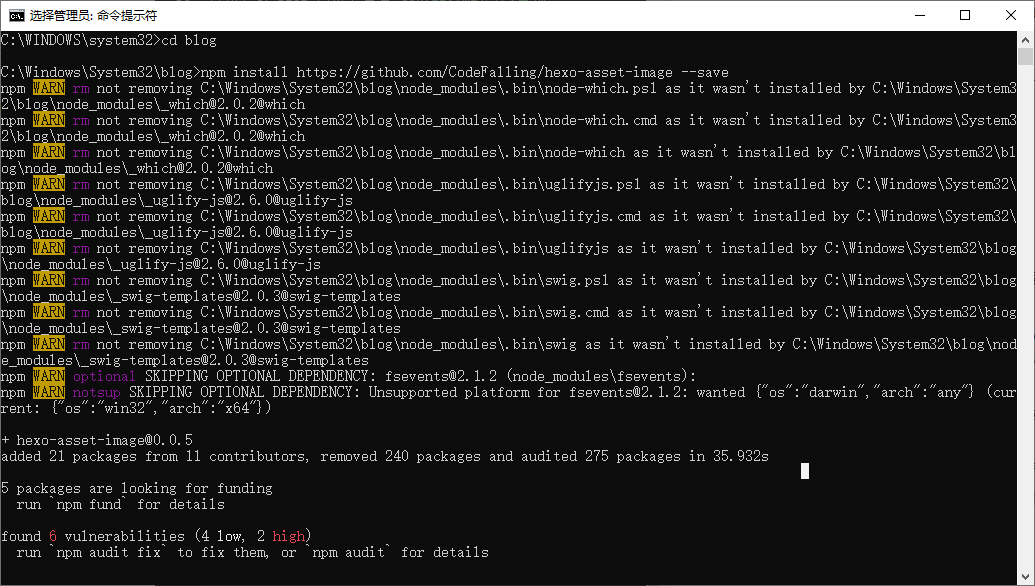 选择管理员: 命令提示符
C:\WINDOWS\system32>cd blog
C:\Windows\System32\blog>npm install https://github.com/CodeFalling/hexo-asset-image --save
npm WARN rm not removing C:\Windows\System32\blog\node_modules\.bin\node-which.ps1 as it wasn't installed by C:\Windows\System3
2\blog\node_modules\_which@2.0.2@which
npm WARN rm not removing C:\Windows\System32\blog\node_modules\.bin\node-which.cmd as it wasn't installed by C:\Windows\System3
2\blog\node_modules\_which@2.0.2@which
npm WARN rm not removing C:\Windows\System32\blog\node_modules\.bin\node-which as it wasn't installed by C:\Windows\System32\bl
og\node_modules\_which@2.0.2@which
npm WARN rm not removing C:\Windows\System32\blog\node_modules\.bin\uglifyjs.ps1 as it wasn't installed by C:\Windows\System32\
blog\node_modules\_uglify-js@2.6.0@uglify-js
npm WARN rm not removing C:\Windows\System32\blog\node_modules\.bin\uglifyjs.cmd as it wasn't installed by C:\Windows\System32\
blog\node_modules\_uglify-js@2.6.0@uglify-js
npm WARN rm not removing C:\Windows\System32\blog\node_modules\.bin\uglifyjs as it wasn't installed by C:\Windows\System32\blog
\node_modules\_uglify-js@2.6.0@uglify-js
npm WARN rm not removing C:\Windows\System32\blog\node_modules\.bin\swig.ps1 as it wasn't installed by C:\Windows\System32\blog
\node_modules\_swig-templates@2.0.3@swig-templates
npm WARN rm not removing C:\Windows\System32\blog\node_modules\.bin\swig.cmd as it wasn't installed by C:\Windows\System32\blog
\node_modules\_swig-templates@2.0.3@swig-templates
npm WARN rm not removing C:\Windows\System32\blog\node_modules\.bin\swig as it wasn't installed by C:\Windows\System32\blog\nod
e_modules\_swig-templates@2.0.3@swig-templates
npm WARN optional SKIPPING OPTIONAL DEPENDENCY: fsevents@2.1.2 (node_modules\fsevents):
npm WARN notsup SKIPPING OPTIONAL DEPENDENCY: Unsupported platform for fsevents@2.1.2: wanted {"os":"darwin","arch":"any"} (cur
rent: {"os":"win32","arch":"x64"})
+ hexo-asset-image@0.0.5
added 21 packages from 11 contributors, removed 240 packages and audited 275 packages in 35.932s
5 packages are looking for funding
  run `npm fund` for details
found 6 vulnerabilities (4 low, 2 high)
  run `npm audit fix` to fix them, or `npm audit` for details